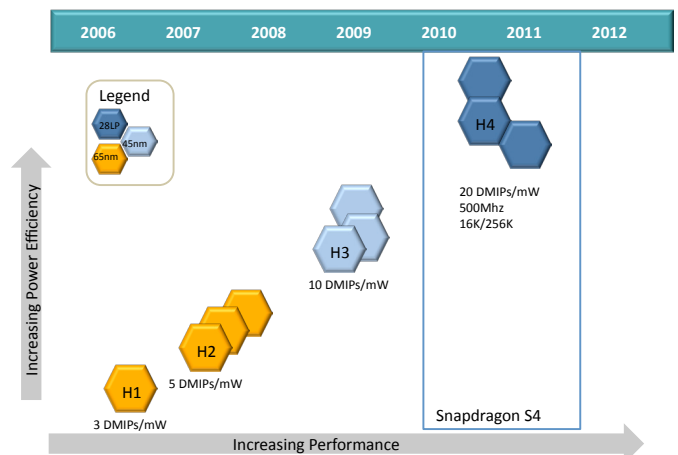 2006 2007 2008 2009 2010 2011 2012
Legend
28LP
45nm
65nm
H4
20 DMIPs/mW
500Mhz
16K/256K
H3
10 DMIPs/mW
H2
5 DMIPs/mW
H1
3 DMIPs/mW
Snapdragon S4
Increasing Power Efficiency
Increasing Performance